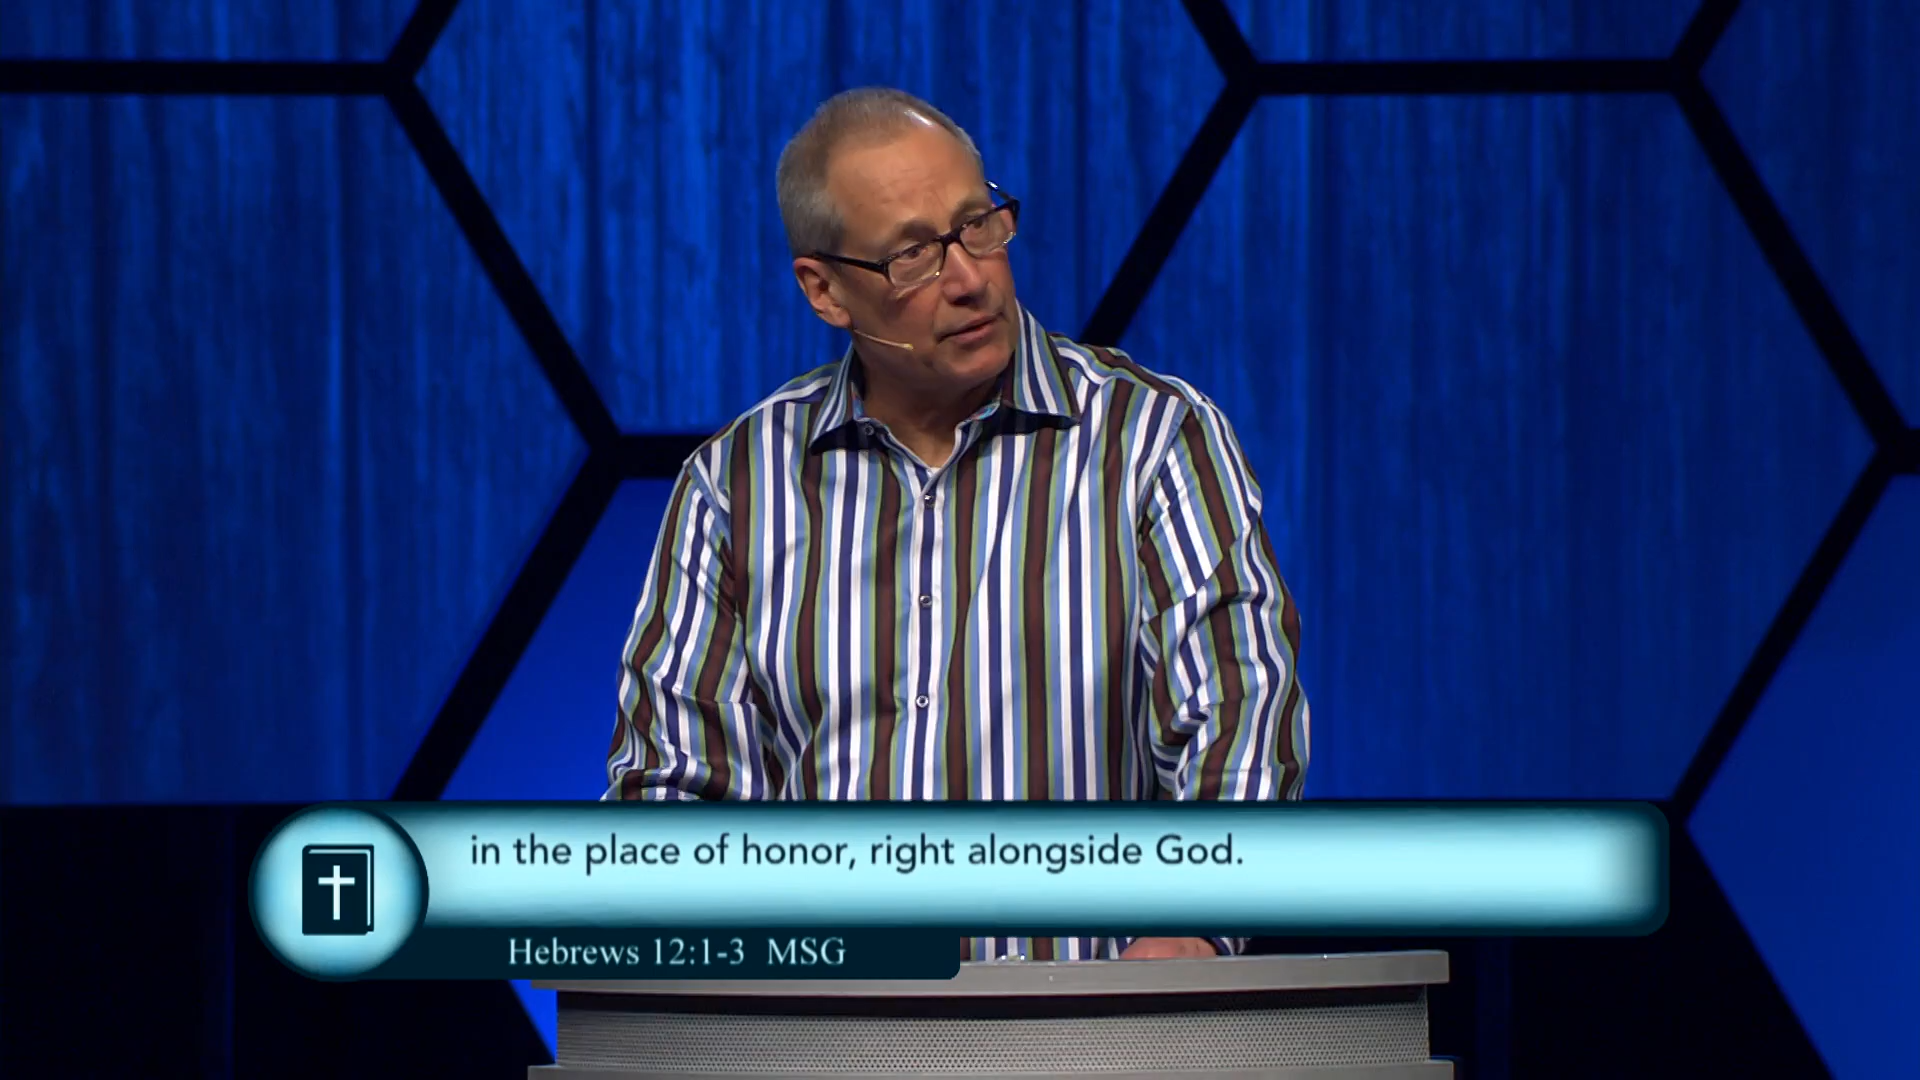 in the place of honor, right alongside God.
Hebrews 12:1-3 MSG